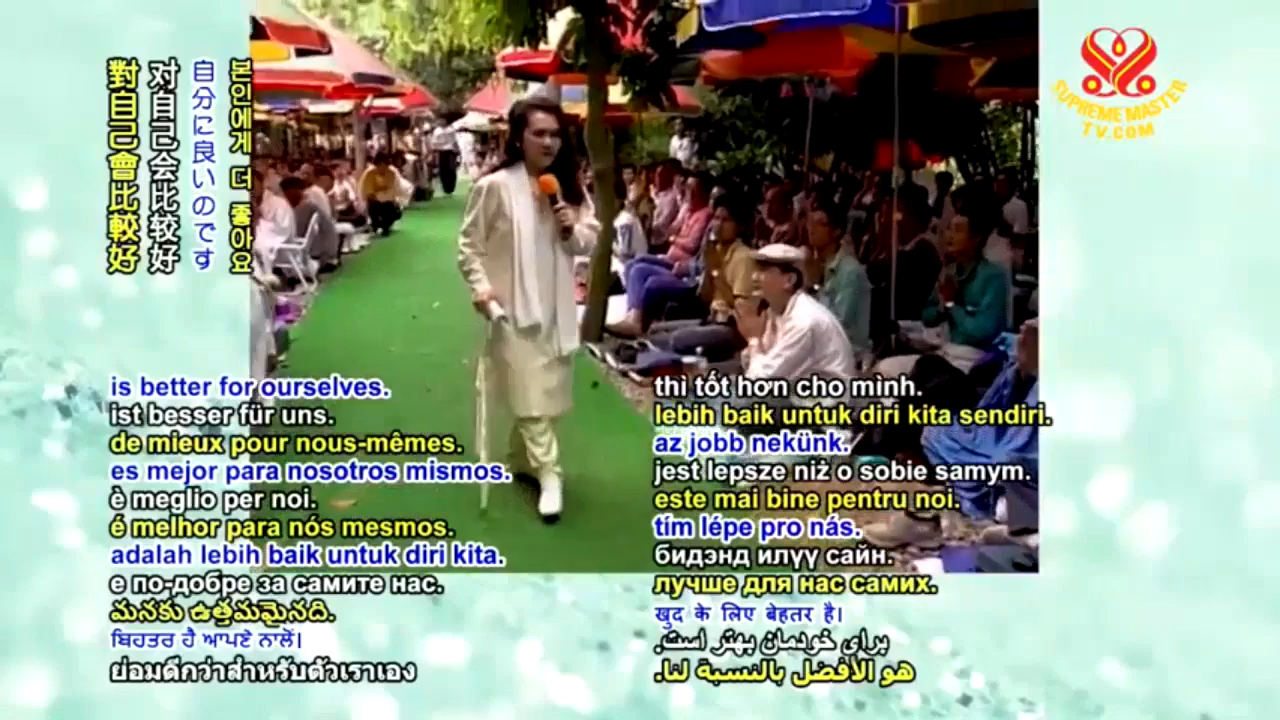 對自己會比較好
对自己会比较好
自分に良いのです
본인에게 더 좋아요
SUPREME MASTER
TV.COM
is better for ourselves.
ist besser für uns.
de mieux pour nous-mêmes.
es mejor para nosotros mismos.
è meglio per noi.
é melhor para nós mesmos.
adalah lebih baik untuk diri kita.
е по-добре за самите нас.
మనకు ఉత్తమమైనది.
ਬਿਹਤਰ ਹੈ ਆਪਣੇ ਨਾਲੋਂ।
ย่อมดีกว่าสำหรับตัวเราเอง
thì tốt hơn cho mình.
lebih baik untuk diri kita sendiri.
az jobb nekünk.
jest lepsze niż o sobie samym.
este mai bine pentru noi.
tím lépe pro nás.
бидэнд илүү сайн.
лучше для нас самих.
खुद के लिए बेहतर है।
برای خودمان بهتر است.
هو الأفضل بالنسبة لنا.